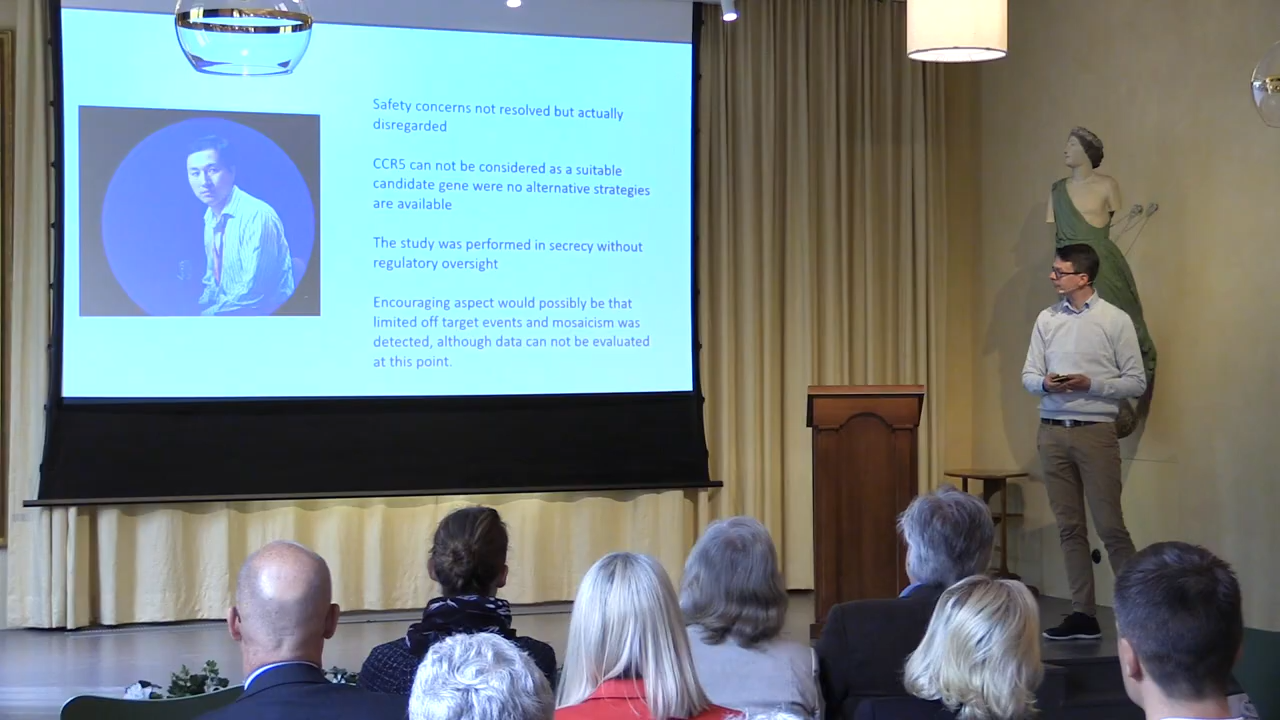 Safety concerns not resolved but actually
disregarded
CCR5 can not be considered as a suitable
candidate gene were no alternative strategies
are available
The study was performed in secrecy without
regulatory oversight
Encouraging aspect would possibly be that
limited off target events and mosaicism was
detected, although data can not be evaluated
at this point.